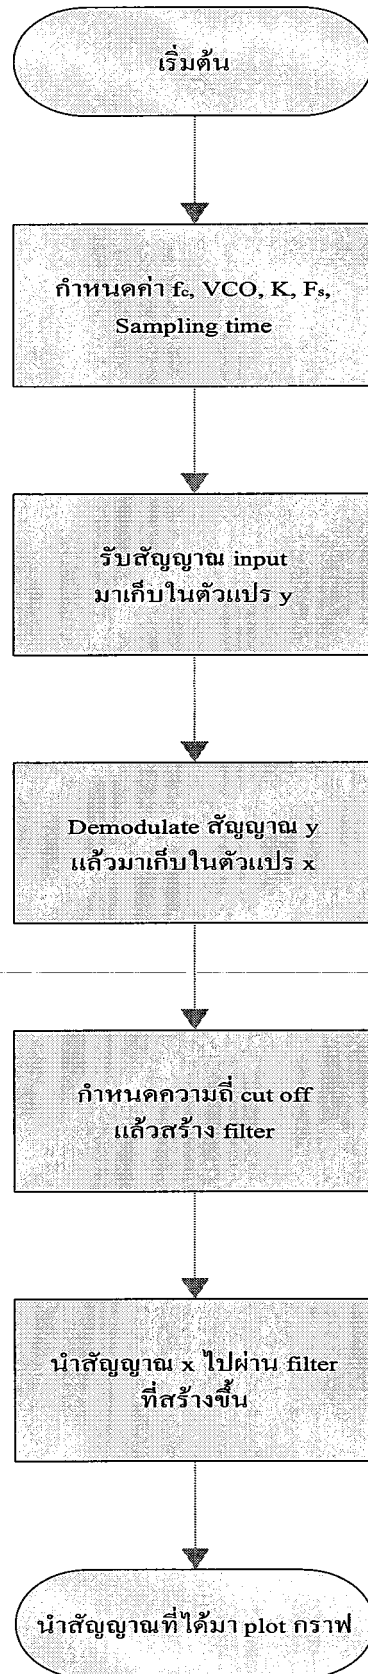 เริ่มต้น
กำหนดค่า fc, VCO, K, Fs,
Sampling time
รับสัญญาณ input
มาเก็บในตัวแปร y
Demodulate สัญญาณ y
แล้วมาเก็บในตัวแปร x
กำหนดความถี่ cut off
แล้วสร้าง filter
นำสัญญาณ x ไปผ่าน filter
ที่สร้างขึ้น
นำสัญญาณที่ได้มา plot กราฟ